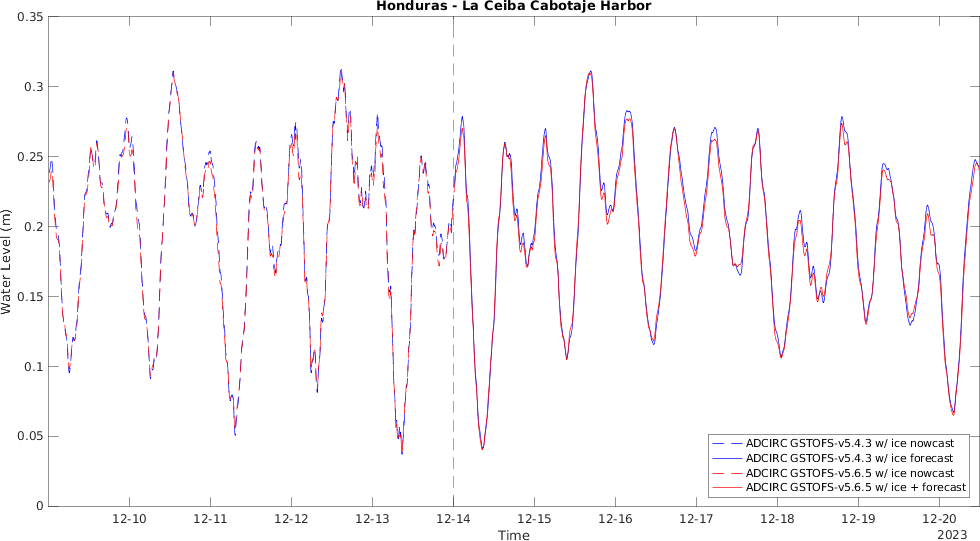 Honduras - La Ceiba Cabotaje Harbor
0.35
0.3
0.25
0.2
0.15
0.1
0.05
0
Water Level (m)
ADCIRC GSTOFS-v5.4.3 w/ ice nowcast
ADCIRC GSTOFS-v5.4.3 w/ ice forecast
ADCIRC GSTOFS-v5.6.5 w/ ice nowcast
ADCIRC GSTOFS-v5.6.5 w/ ice + forecast
12-10 12-11 12-12 12-13 12-14 12-15 12-16 12-17 12-18 12-19 12-20
Time
2023